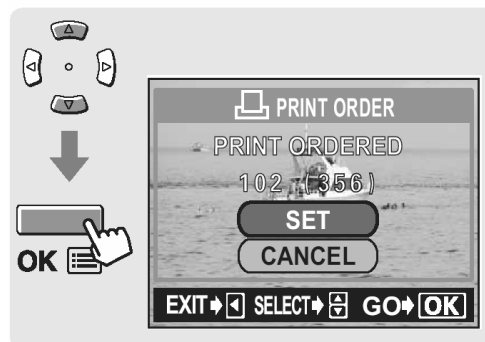 PRINT ORDER
PRINT ORDERED
102 (356)
SET
CANCEL
OK
EXIT SELECT GO OK